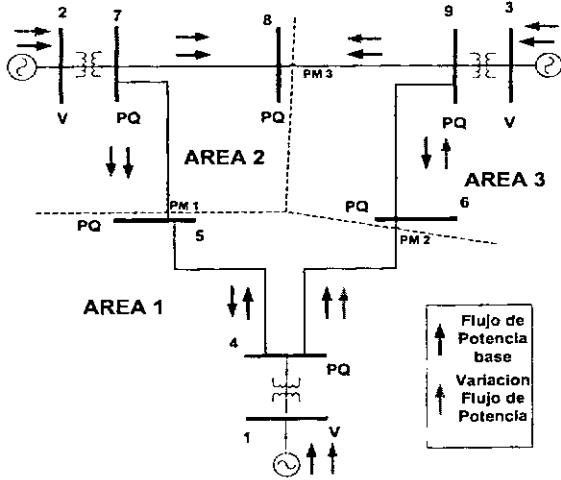 2
7
8
9
3
PM 3
V
PQ
PQ
PQ
V
AREA 2
AREA 3
PM 1
PQ
5
PQ
6
PM 2
AREA 1
4
PQ
1
V
Flujo de
Potencia
base
Variacion
Flujo de
Potencia